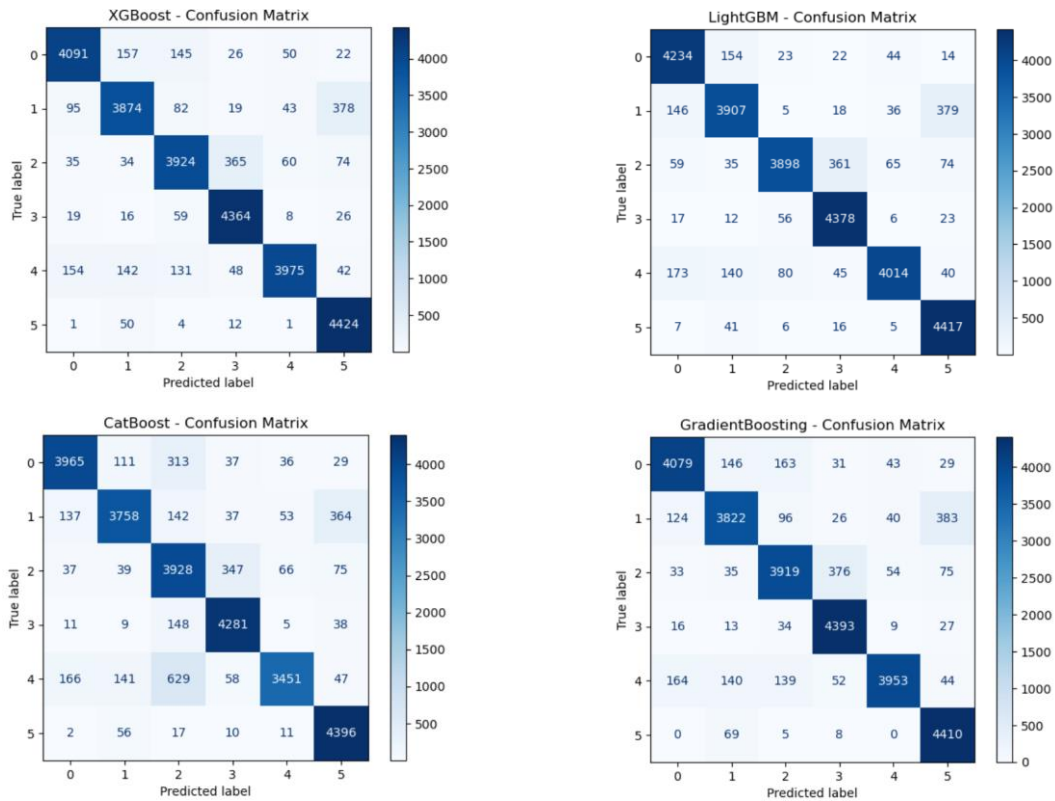 XGBoost - Confusion Matrix
0 4091 157 145 26 50 22
1 95 3874 82 19 43 378
2 35 34 3924 365 60 74
3 19 16 59 4364 8 26
4 154 142 131 48 3975 42
5 1 50 4 12 1 4424
0 1 2 3 4 5
Predicted label
True label
4000
3500
3000
2500
2000
1500
1000
500
LightGBM - Confusion Matrix
0 4234 154 23 22 44 14
1 146 3907 5 18 36 379
2 59 35 3898 361 65 74
3 17 12 56 4378 6 23
4 173 140 80 45 4014 40
5 7 41 6 16 5 4417
0 1 2 3 4 5
Predicted label
True label
4000
3500
3000
2500
2000
1500
1000
500
CatBoost - Confusion Matrix
0 3965 111 313 37 36 29
1 137 3758 142 37 53 364
2 37 39 3928 347 66 75
3 11 9 148 4281 5 38
4 166 141 629 58 3451 47
5 2 56 17 10 11 4396
0 1 2 3 4 5
Predicted label
True label
4000
3500
3000
2500
2000
1500
1000
500
GradientBoosting - Confusion Matrix
0 4079 146 163 31 43 29
1 124 3822 96 26 40 383
2 33 35 3919 376 54 75
3 16 13 34 4393 9 27
4 164 140 139 52 3953 44
5 0 69 5 8 0 4410
0 1 2 3 4 5
Predicted label
True label
4000
3500
3000
2500
2000
1500
1000
500
0